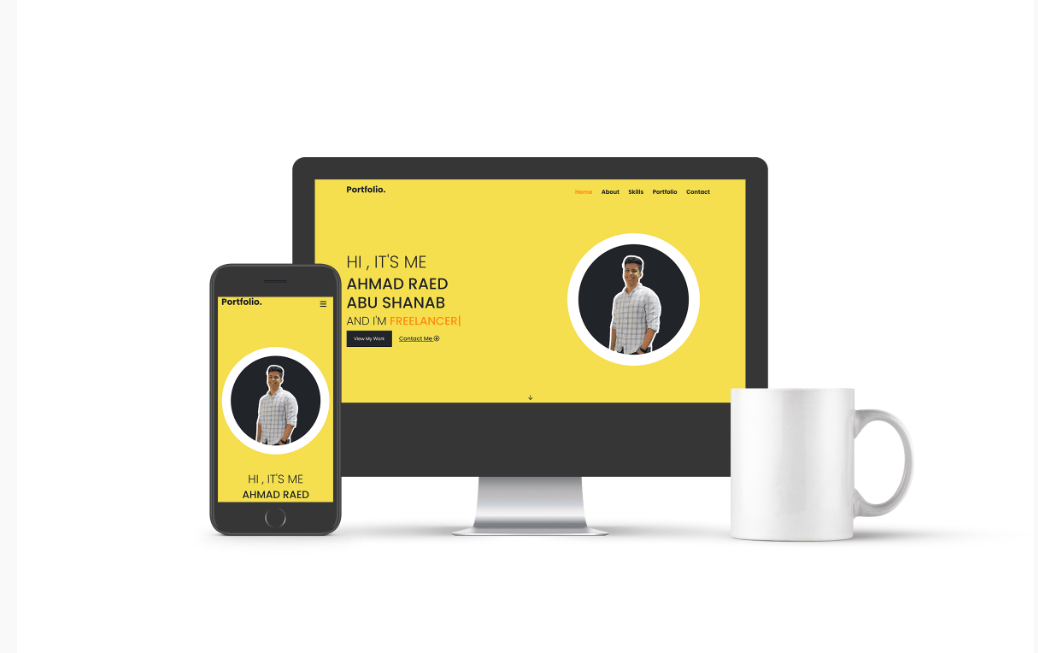 Portfolio.
Home About Skills Portfolio Contact
HI , IT'S ME
AHMAD RAED
ABU SHANAB
AND I'M FREELANCER|
View My Work Contact Me
Portfolio.
HI , IT'S ME
AHMAD RAED